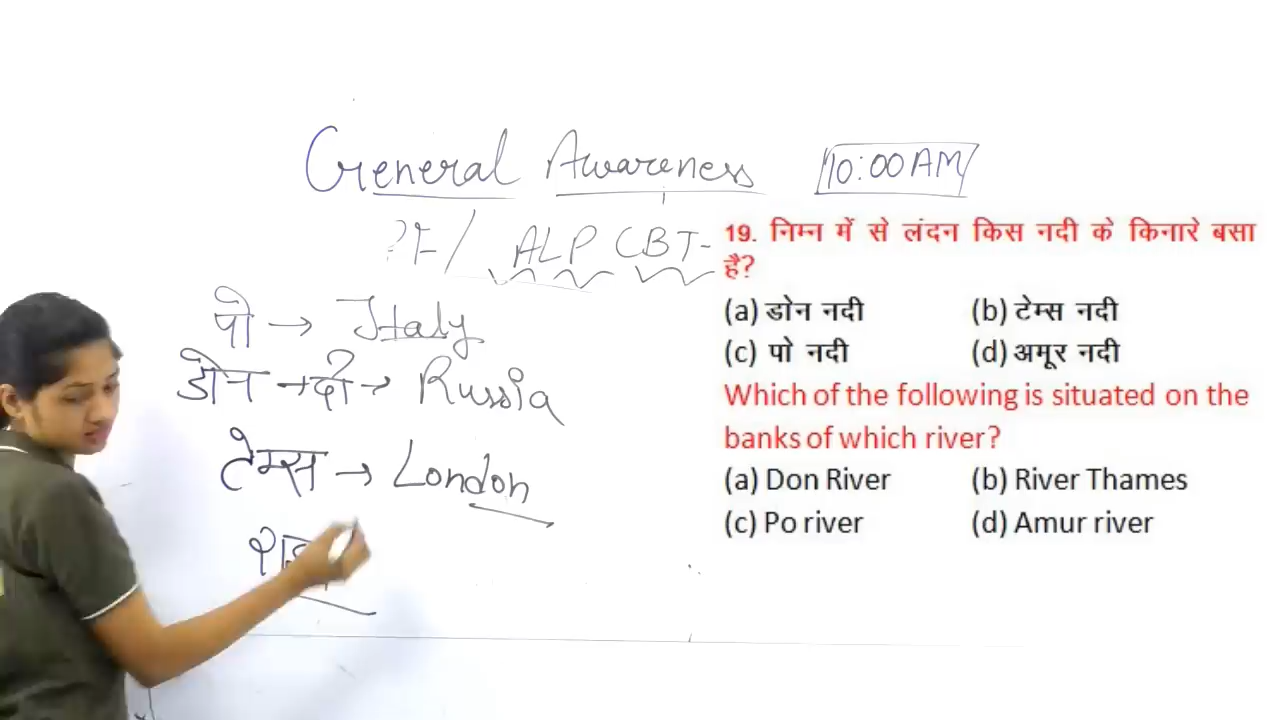 General Awareness 10:00AM
ALP CBT-
पो → Italy
डोन → दी → Russia
टेम्स → London
19. निम्न में से लंदन किस नदी के किनारे बसा
है?
(a) डोन नदी (b) टेम्स नदी
(c) पो नदी (d) अमूर नदी
Which of the following is situated on the
banks of which river?
(a) Don River (b) River Thames
(c) Po river (d) Amur river